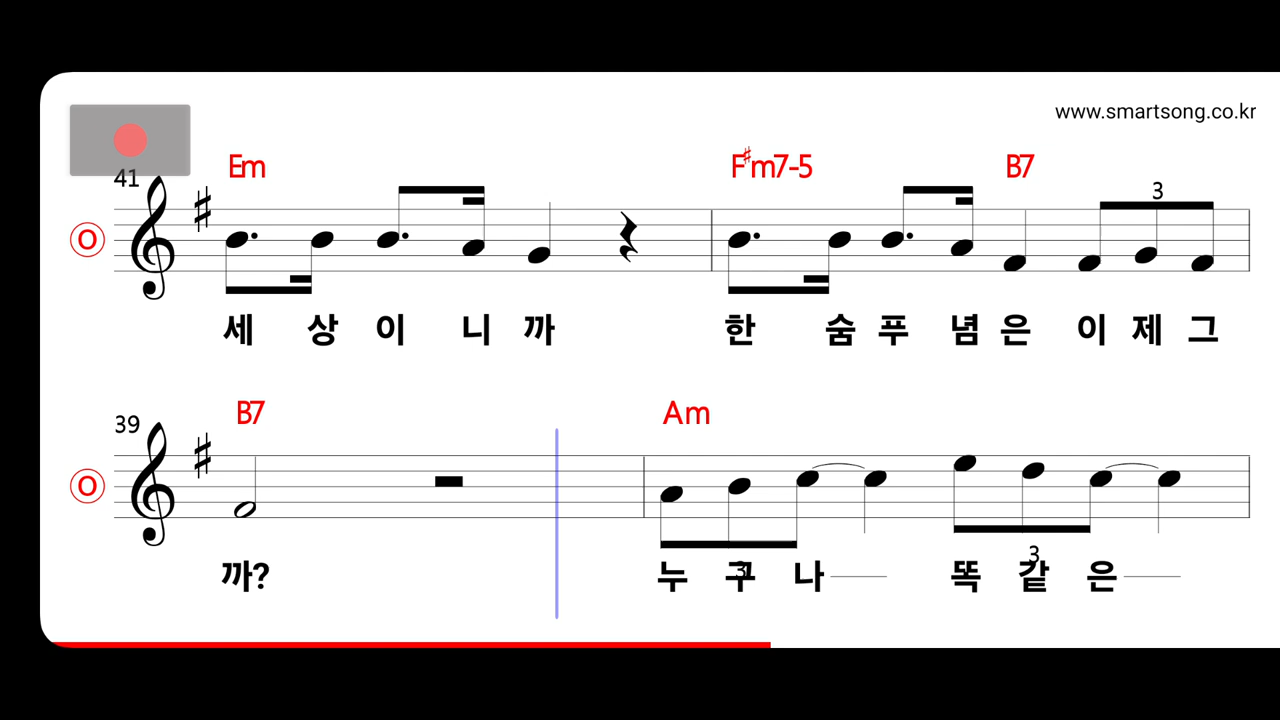 www.smartsong.co.kr
Em F♯m7-5 B7
41 3
O
세 상 이 니 까 한 숨 푸 념 은 이 제 그
B7 Am
39
O
3
까? 누 구 나 똑 같 은
3